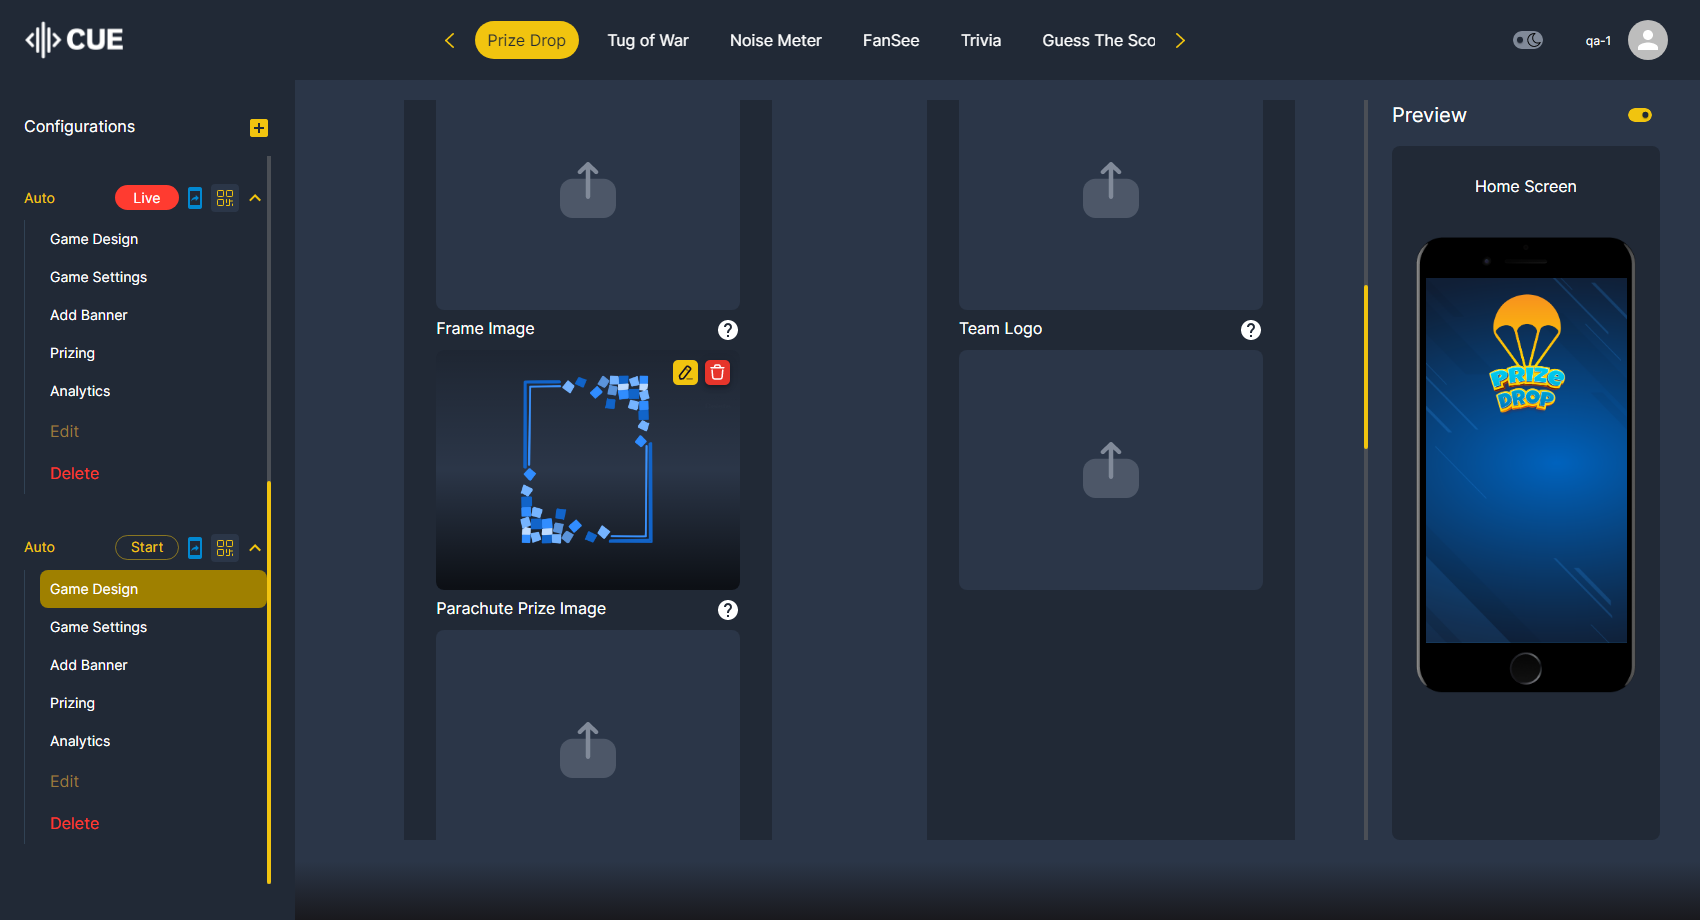 CUE
Prize Drop
Tug of War
Noise Meter
FanSee
Trivia
Guess The Sco
qa-1
Configurations
Auto
Live
Game Design
Game Settings
Add Banner
Prizing
Analytics
Edit
Delete
Auto
Start
Game Design
Game Settings
Add Banner
Prizing
Analytics
Edit
Delete
Frame Image
?
Parachute Prize Image
?
Team Logo
?
Preview
Home Screen
PRIZE
DROP